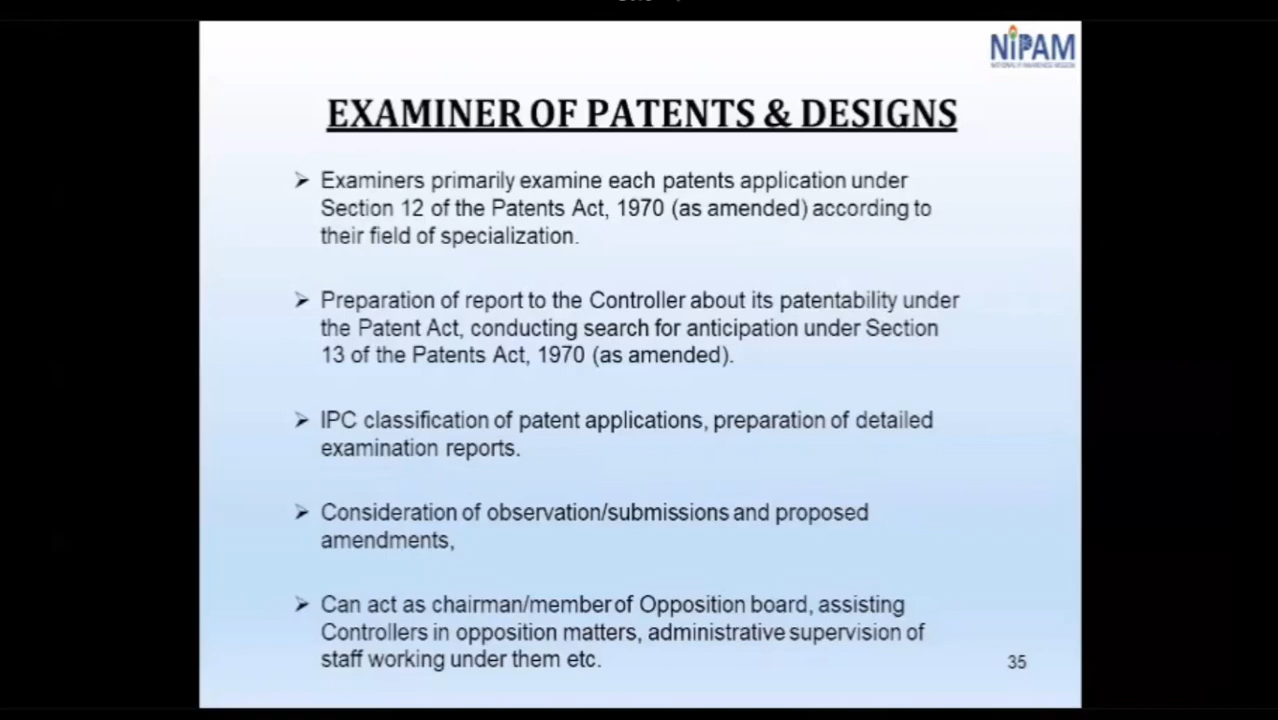 NIPAM
EXAMINER OF PATENTS & DESIGNS
➢ Examiners primarily examine each patents application under
Section 12 of the Patents Act, 1970 (as amended) according to
their field of specialization.
➢ Preparation of report to the Controller about its patentability under
the Patent Act, conducting search for anticipation under Section
13 of the Patents Act, 1970 (as amended).
➢ IPC classification of patent applications, preparation of detailed
examination reports.
➢ Consideration of observation/submissions and proposed
amendments,
➢ Can act as chairman/member of Opposition board, assisting
Controllers in opposition matters, administrative supervision of
staff working under them etc.
35